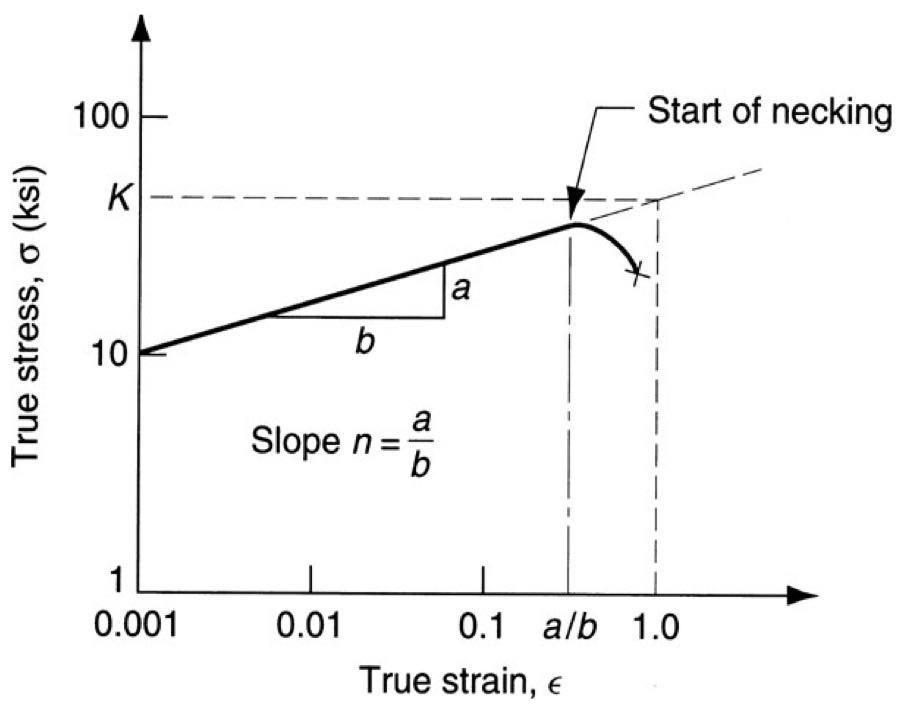 100
Start of necking
K
True stress, σ (ksi)
a
b
10
Slope n = a/b
1
0.001
0.01
0.1
a/b
1.0
True strain, ϵ